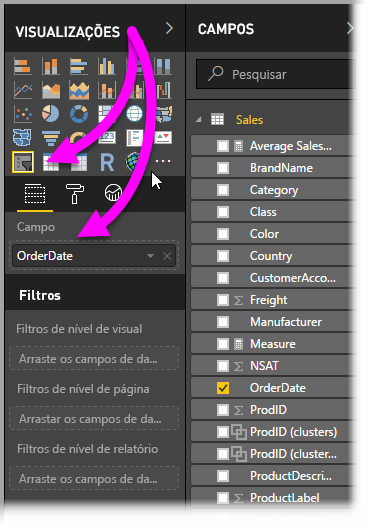 VISUALIZAÇÕES
123
R
Campo
OrderDate
Filtros
Filtros de nível de visual
Arraste os campos de da...
Filtros de nível de página
Arrastar os campos de da...
Filtros de nível de relatório
Arraste os campos de da...
CAMPOS
Pesquisar
Sales
Average Sales...
BrandName
Category
Class
Color
Country
CustomerAcco...
Freight
Manufacturer
Measure
NSAT
OrderDate
ProdID
ProdID (clusters)
ProdID (cluster...
ProductDescri...
ProductLabel